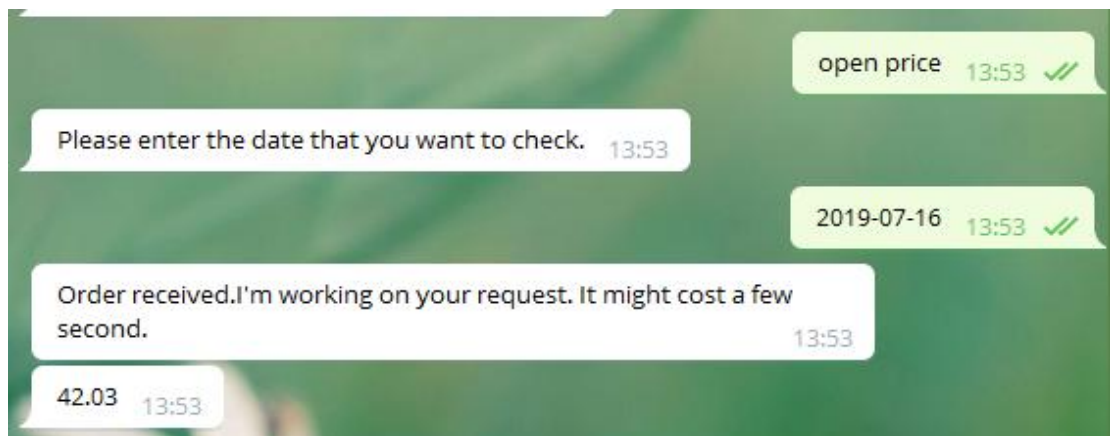 open price 13:53
Please enter the date that you want to check. 13:53
2019-07-16 13:53
Order received.I'm working on your request. It might cost a few
second. 13:53
42.03 13:53